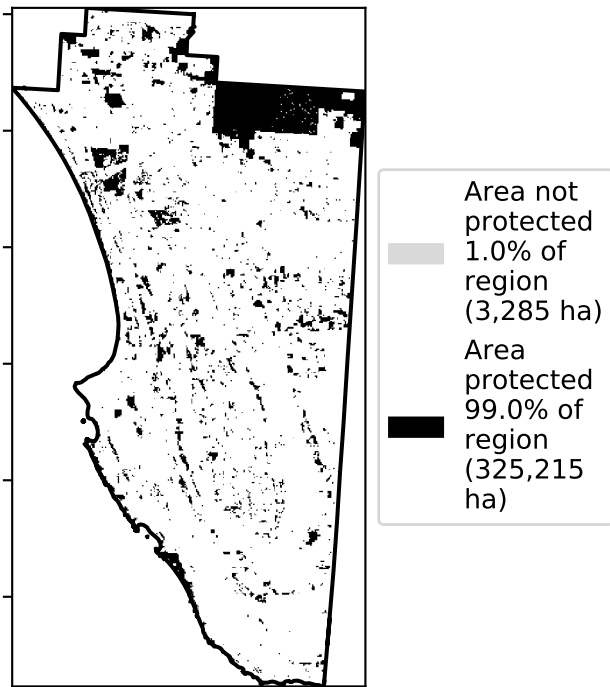 Area not
protected
1.0% of
region
(3,285 ha)
Area
protected
99.0% of
region
(325,215
ha)